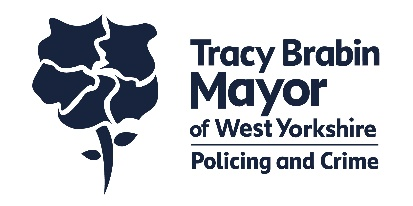 Tracy Brabin
Mayor
of West Yorkshire
Policing and Crime